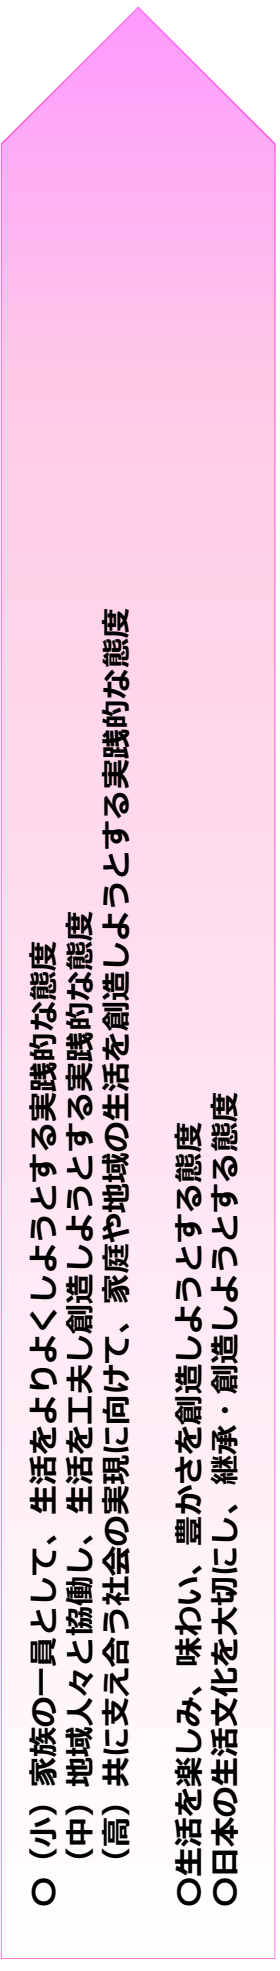 〇（小）家族の一員として、生活をよりよくしようとする実践的な態度
（中）地域人々と協働し、生活を工夫し創造しようとする実践的な態度
（高）共に支え合う社会の実現に向けて、家庭や地域の生活を創造しようとする実践的な態度
〇生活を楽しみ、味わい、豊かさを創造しようとする態度
〇日本の生活文化を大切にし、継承・創造しようとする態度